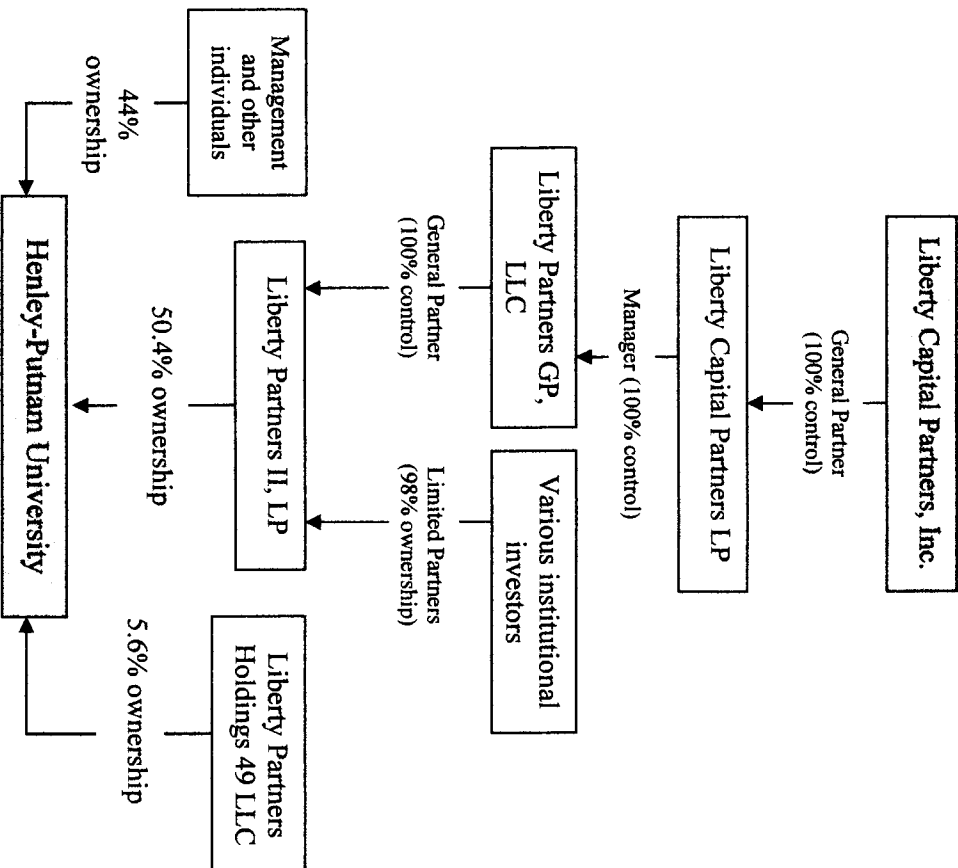 Liberty Capital Partners, Inc.
General Partner
(100% control)
Liberty Capital Partners LP
Manager (100% control)
Liberty Partners GP,
LLC
Various institutional
investors
General Partner
(100% control)
Limited Partners
(98% ownership)
Management
and other
individuals
Liberty Partners II, LP
Liberty Partners
Holdings 49 LLC
44%
ownership
50.4% ownership
5.6% ownership
Henley-Putnam University